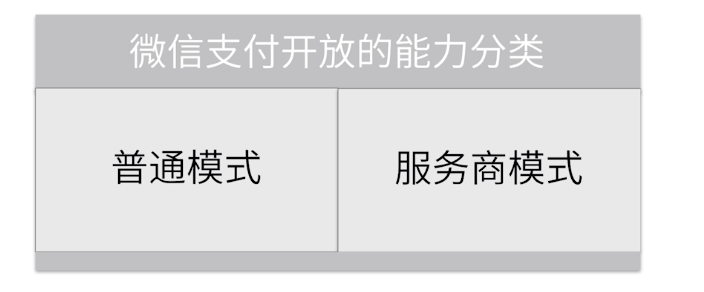 微信支付开放的能力分类
普通模式
服务商模式